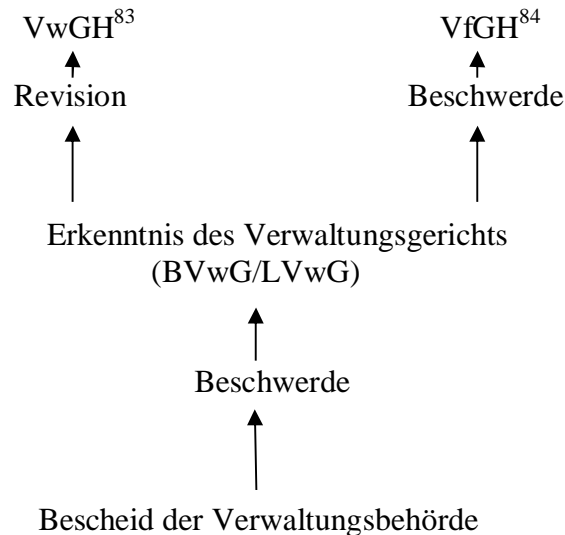 VwGH⁸³ VfGH⁸⁴
Revision Beschwerde
Erkenntnis des Verwaltungsgerichts
(BVwG/LVwG)
Beschwerde
Bescheid der Verwaltungsbehörde